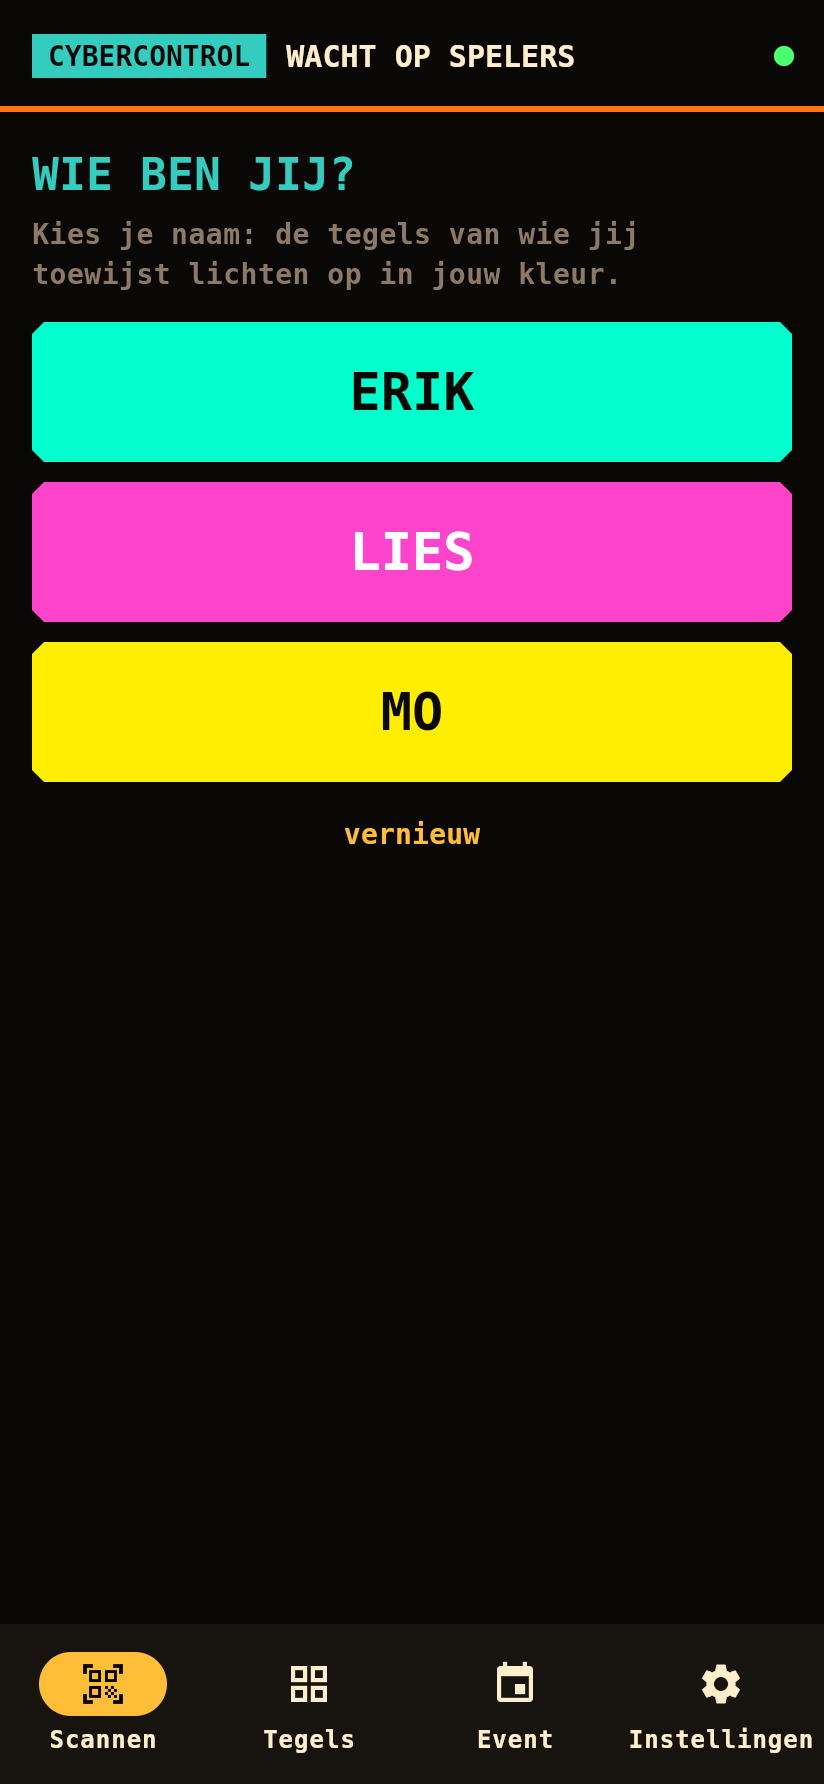 CYBERCONTROL WACHT OP SPELERS
WIE BEN JIJ?
Kies je naam: de tegels van wie jij
toewijst lichten op in jouw kleur.
ERIK
LIES
MO
vernieuw
Scannen Tegels Event Instellingen